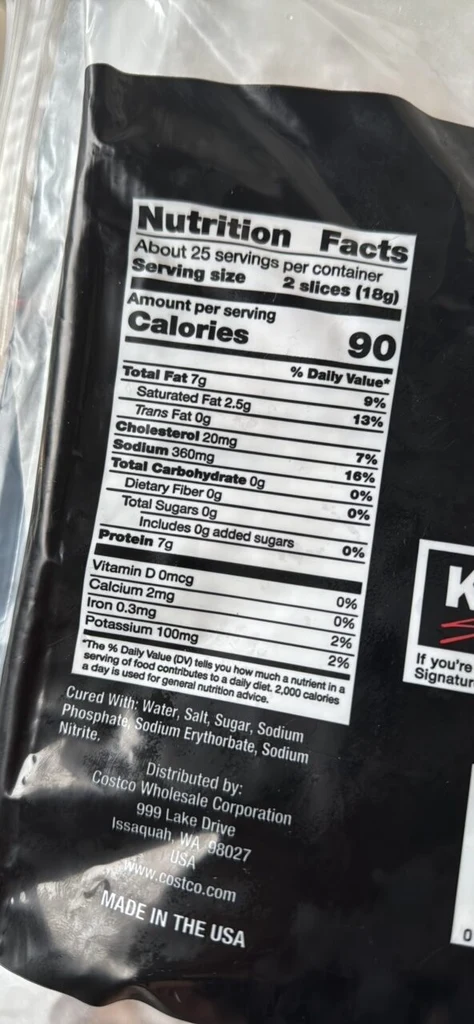 Nutrition Facts
About 25 servings per container
Serving size 2 slices (18g)
Amount per serving
Calories 90
% Daily Value*
Total Fat 7g 9%
Saturated Fat 2.5g 13%
Trans Fat 0g
Cholesterol 20mg 7%
Sodium 360mg 16%
Total Carbohydrate 0g 0%
Dietary Fiber 0g 0%
Total Sugars 0g
Includes 0g added sugars 0%
Protein 7g
Vitamin D 0mcg 0%
Calcium 2mg 0%
Iron 0.3mg 2%
Potassium 100mg 2%
*The % Daily Value (DV) tells you how much a nutrient in a
serving of food contributes to a daily diet. 2,000 calories
a day is used for general nutrition advice.
Cured With: Water, Salt, Sugar, Sodium
Phosphate, Sodium Erythorbate, Sodium
Nitrite.
Distributed by:
Costco Wholesale Corporation
999 Lake Drive
Issaquah, WA 98027
USA
www.costco.com
MADE IN THE USA
K
If you're
Signatur
0